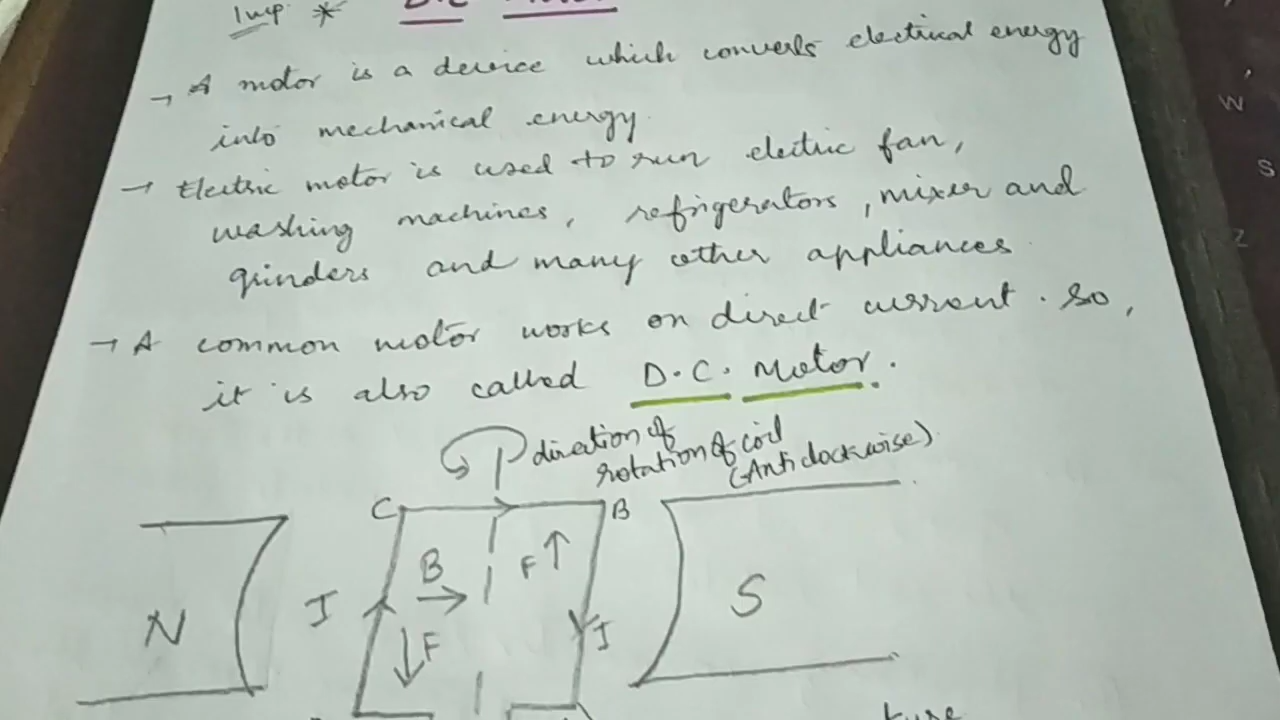 Imp *
D.C Motor
→ A motor is a device which converts electrical energy
into mechanical energy.
→ Electric motor is used to run electric fan,
washing machines, refrigerators, mixer and
grinders and many other appliances
→ A common motor works on direct current. So,
it is also called D.C. Motor.
direction of
rotation of coil
(Anticlockwise)
C
B
B
F
I
F
I
N
S
W
S
Z